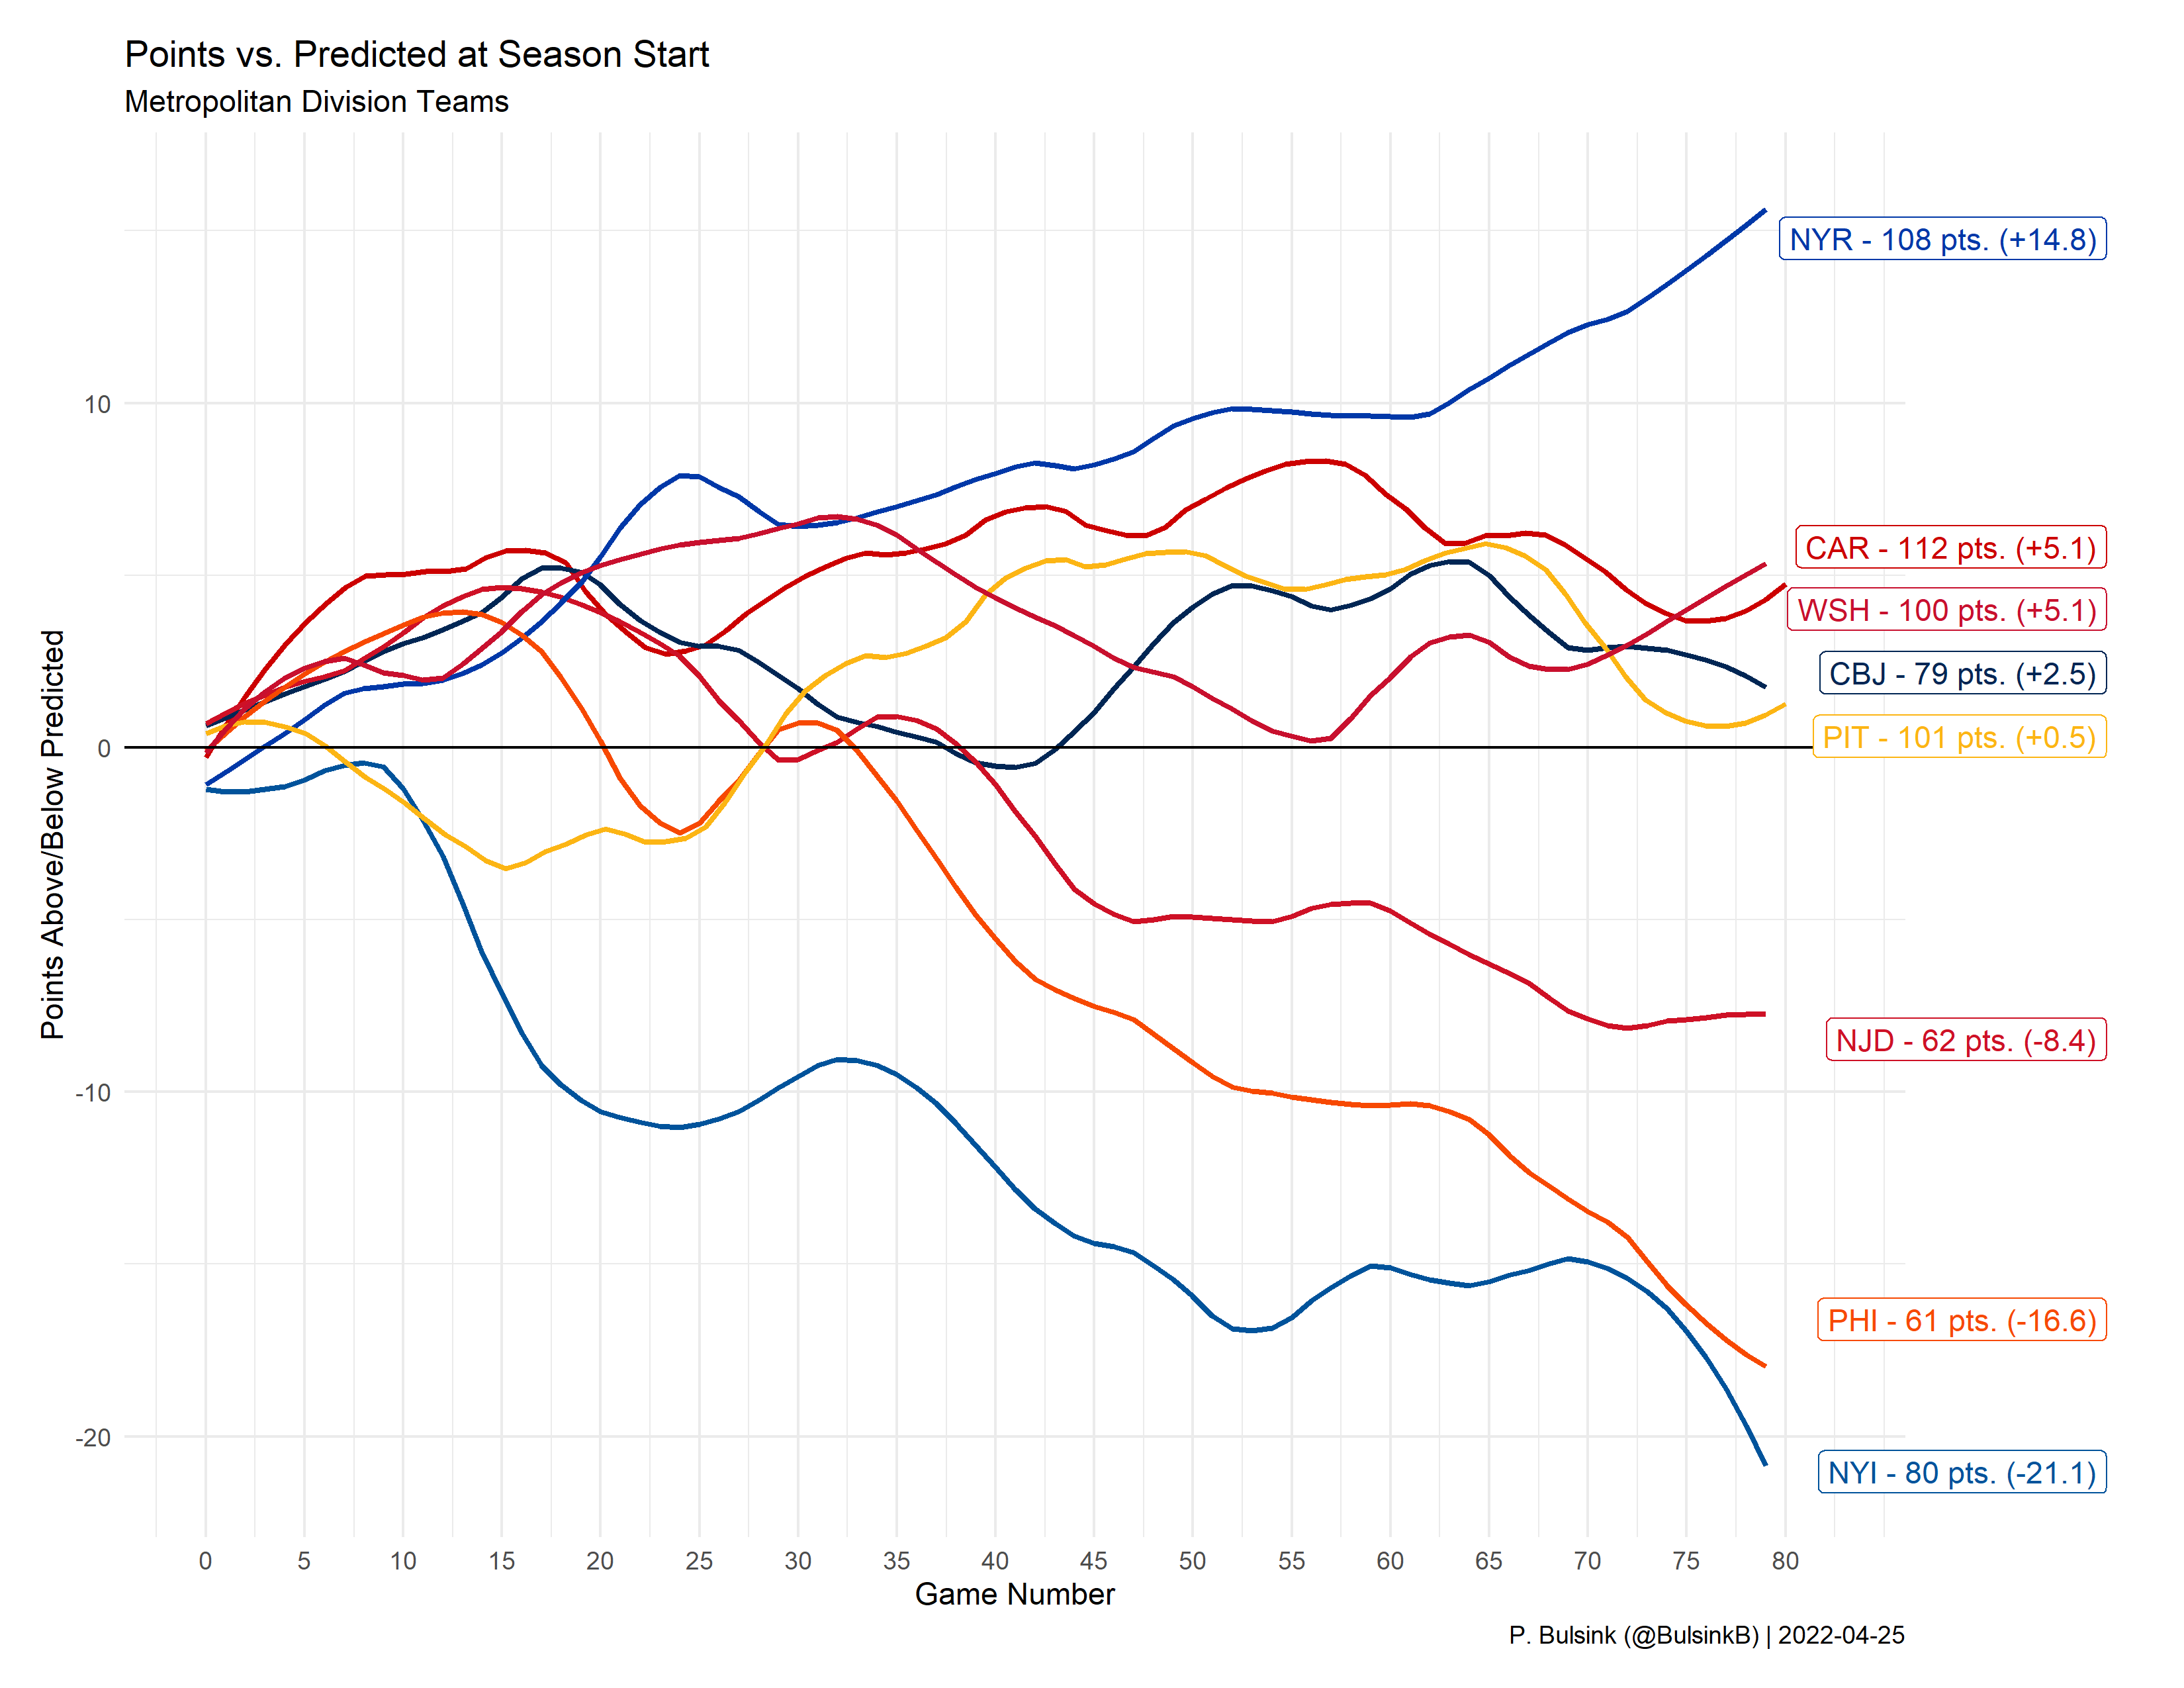 Points vs. Predicted at Season Start
Metropolitan Division Teams
Points Above/Below Predicted
10
0
-10
-20
NYR - 108 pts. (+14.8)
CAR - 112 pts. (+5.1)
WSH - 100 pts. (+5.1)
CBJ - 79 pts. (+2.5)
PIT - 101 pts. (+0.5)
NJD - 62 pts. (-8.4)
PHI - 61 pts. (-16.6)
NYI - 80 pts. (-21.1)
0 5 10 15 20 25 30 35 40 45 50 55 60 65 70 75 80
Game Number
P. Bulsink (@BulsinkB) | 2022-04-25